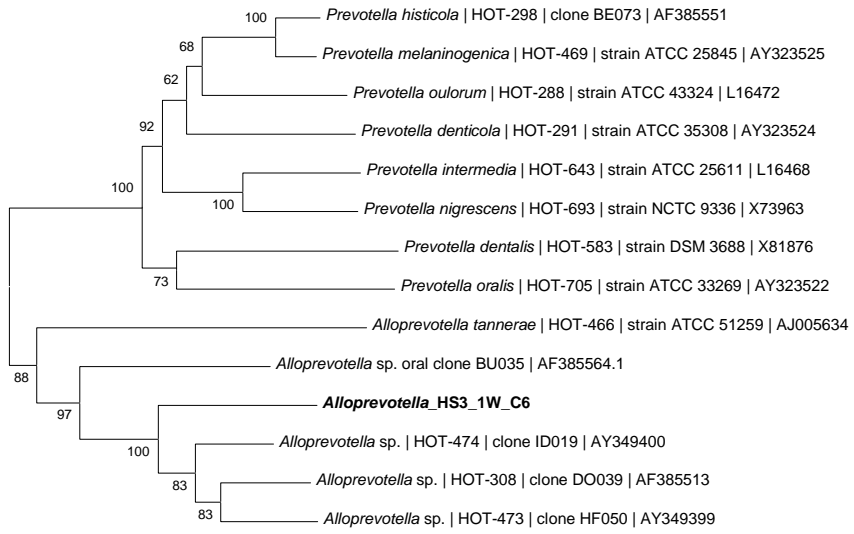 100
Prevotella histicola | HOT-298 | clone BE073 | AF385551
68
Prevotella melaninogenica | HOT-469 | strain ATCC 25845 | AY323525
62
Prevotella oulorum | HOT-288 | strain ATCC 43324 | L16472
92
Prevotella denticola | HOT-291 | strain ATCC 35308 | AY323524
Prevotella intermedia | HOT-643 | strain ATCC 25611 | L16468
100
100
Prevotella nigrescens | HOT-693 | strain NCTC 9336 | X73963
Prevotella dentalis | HOT-583 | strain DSM 3688 | X81876
73
Prevotella oralis | HOT-705 | strain ATCC 33269 | AY323522
Alloprevotella tannerae | HOT-466 | strain ATCC 51259 | AJ005634
88
Alloprevotella sp. oral clone BU035 | AF385564.1
97
Alloprevotella_HS3_1W_C6
100
Alloprevotella sp. | HOT-474 | clone ID019 | AY349400
83
Alloprevotella sp. | HOT-308 | clone DO039 | AF385513
83
Alloprevotella sp. | HOT-473 | clone HF050 | AY349399